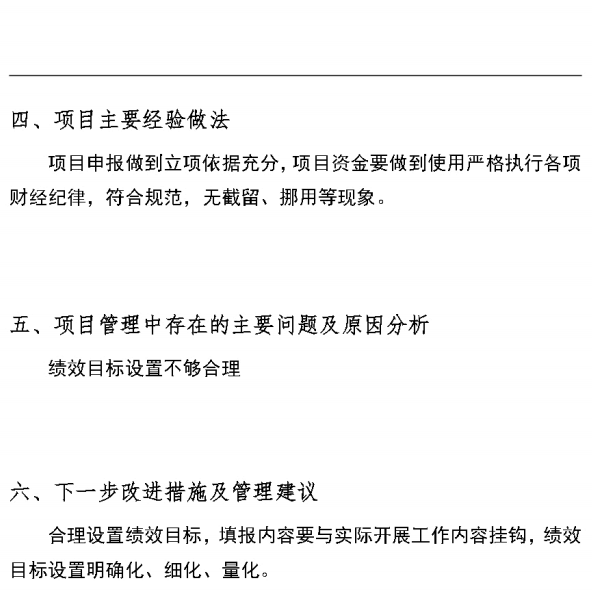 四、项目主要经验做法
项目申报做到立项依据充分，项目资金要做到使用严格执行各项
财经纪律，符合规范，无截留、挪用等现象。
五、项目管理中存在的主要问题及原因分析
绩效目标设置不够合理
六、下一步改进措施及管理建议
合理设置绩效目标，填报内容要与实际开展工作内容挂钩，绩效
目标设置明确化、细化、量化。